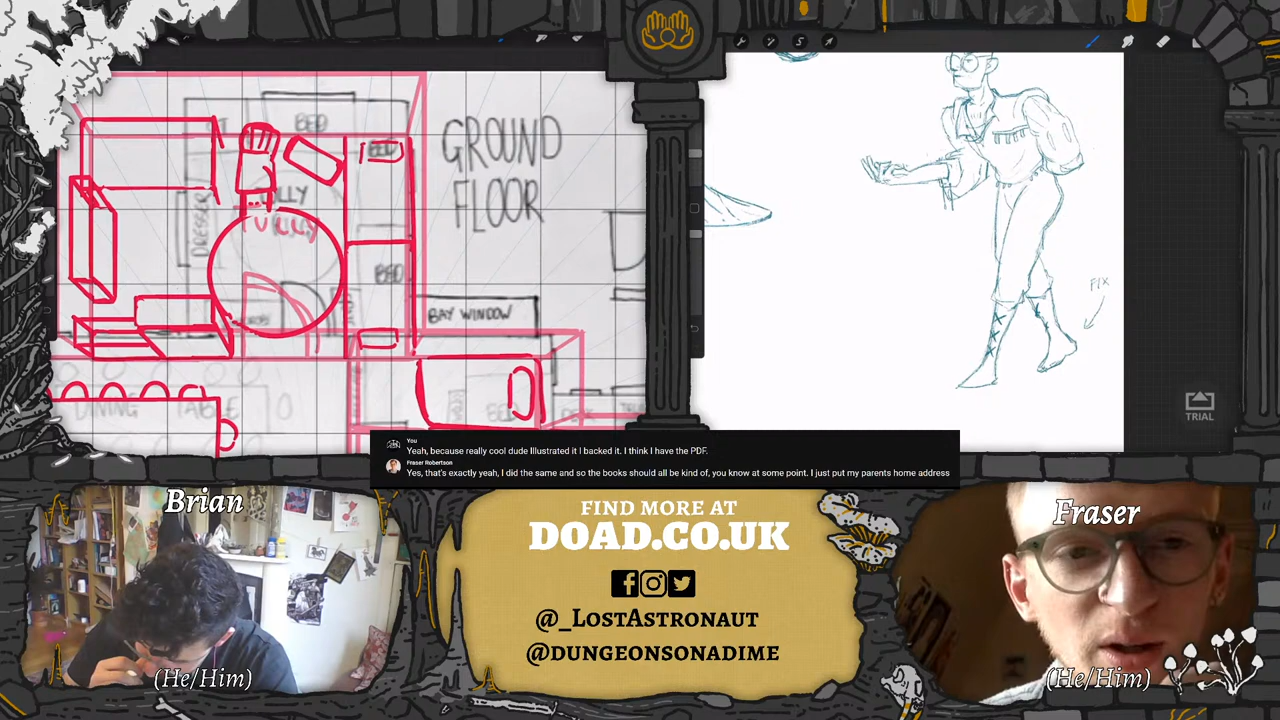 BED
GROUND
FLOOR
DRESSER
TURLLY
BED
BAY WINDOW
DINING TABLE
BED
FIX
TRIAL
You
Yeah, because really cool dude Illustrated it I backed it. I think I have the PDF.
Fraser Robertson
Yes, that's exactly yeah, I did the same and so the books should all be kind of, you know at some point. I just put my parents home address
Brian
(He/Him)
FIND MORE AT
DOAD.CO.UK
@_LostAstronaut
@dungeonsonadime
Fraser
(He/Him)